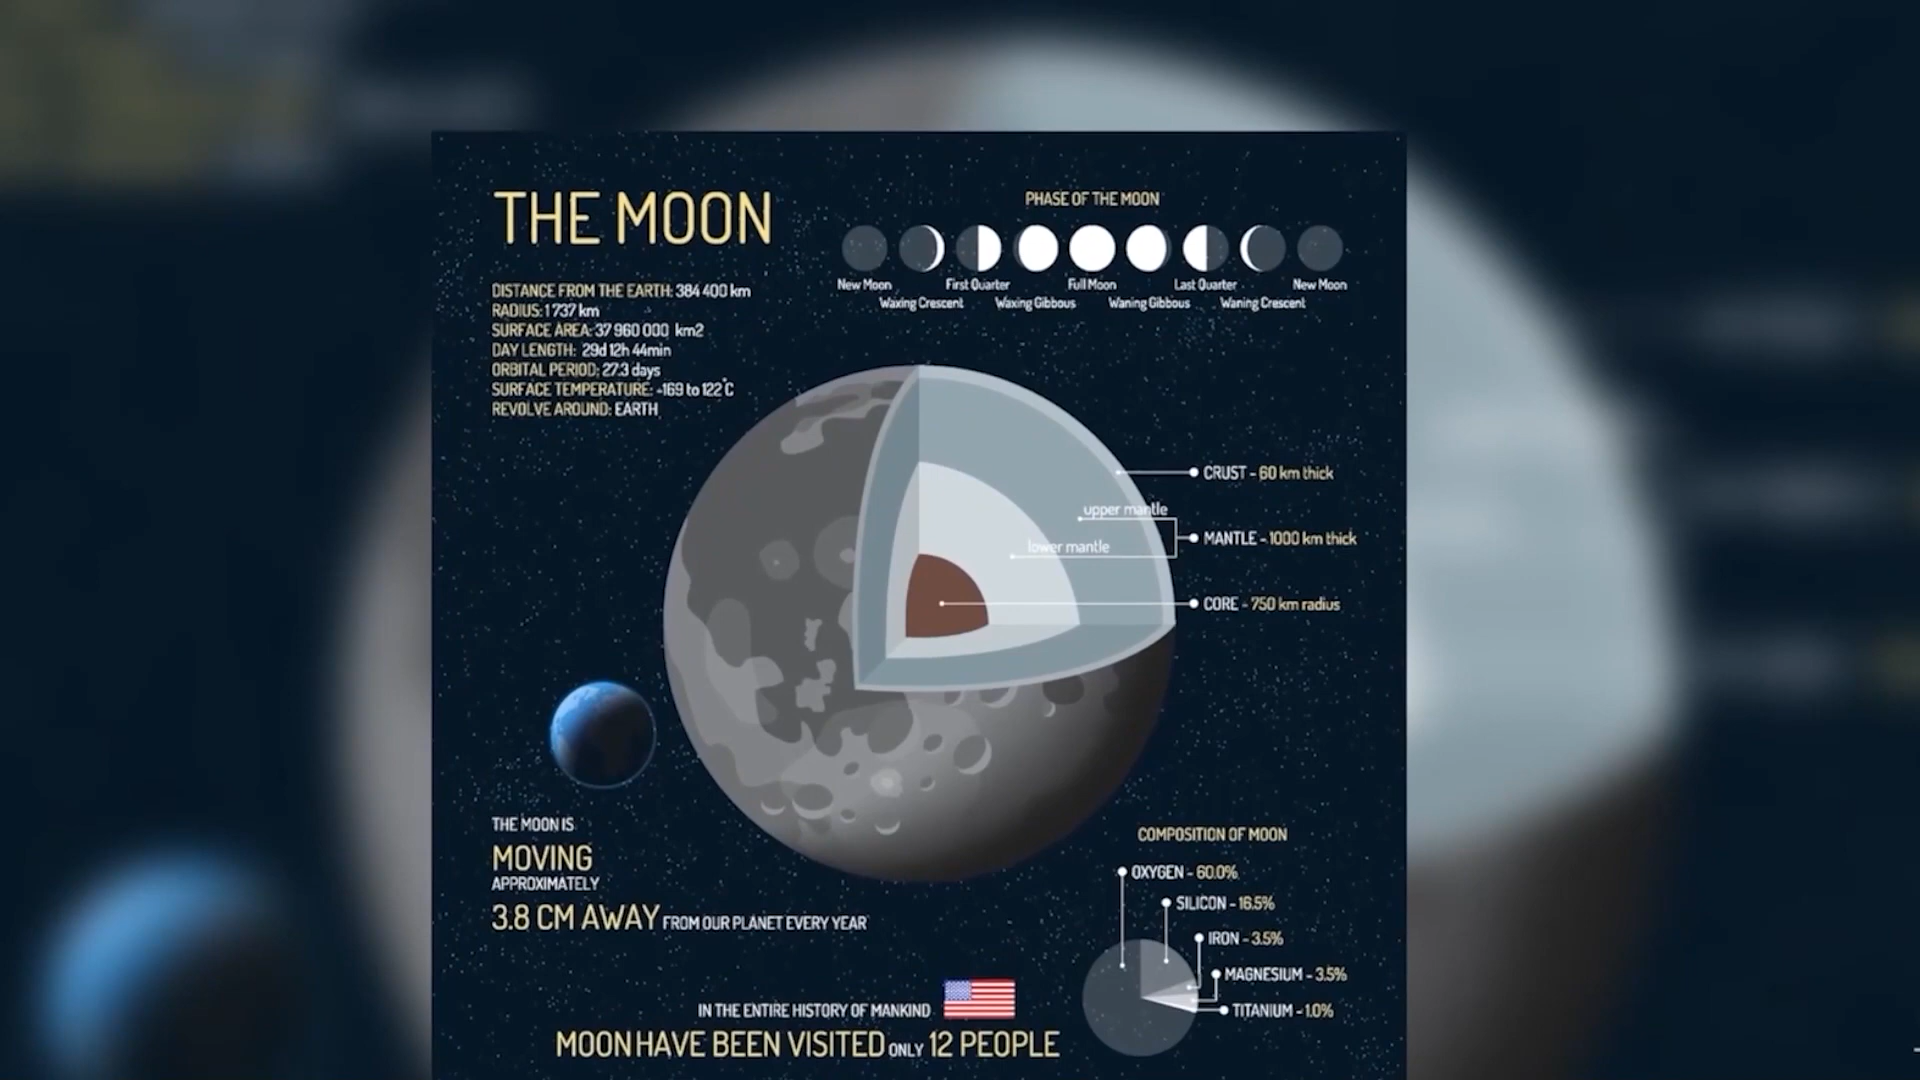 THE MOON
DISTANCE FROM THE EARTH: 384 400 km
RADIUS: 1 737 km
SURFACE AREA: 37 960 000 km2
DAY LENGTH: 29d 12h 44min
ORBITAL PERIOD: 27.3 days
SURFACE TEMPERATURE: -169 to 122°C
REVOLVE AROUND: EARTH
PHASE OF THE MOON
New Moon
Waxing Crescent
First Quarter
Waxing Gibbous
Full Moon
Waning Gibbous
Last Quarter
Waning Crescent
New Moon
CRUST - 60 km thick
upper mantle
MANTLE - 1000 km thick
lower mantle
CORE - 750 km radius
THE MOON IS
MOVING
APPROXIMATELY
3.8 CM AWAY FROM OUR PLANET EVERY YEAR
COMPOSITION OF MOON
OXYGEN - 60.0%
SILICON - 16.5%
IRON - 3.5%
MAGNESIUM - 3.5%
TITANIUM - 1.0%
IN THE ENTIRE HISTORY OF MANKIND
MOON HAVE BEEN VISITED ONLY 12 PEOPLE